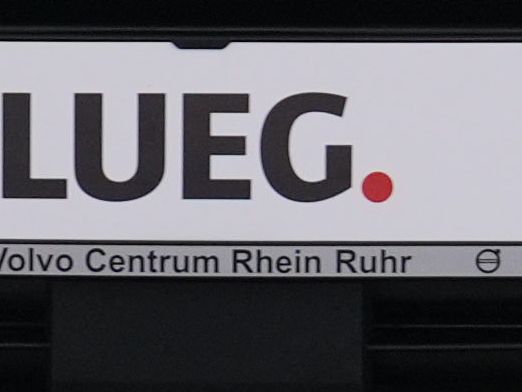 LUEG.
Volvo Centrum Rhein Ruhr